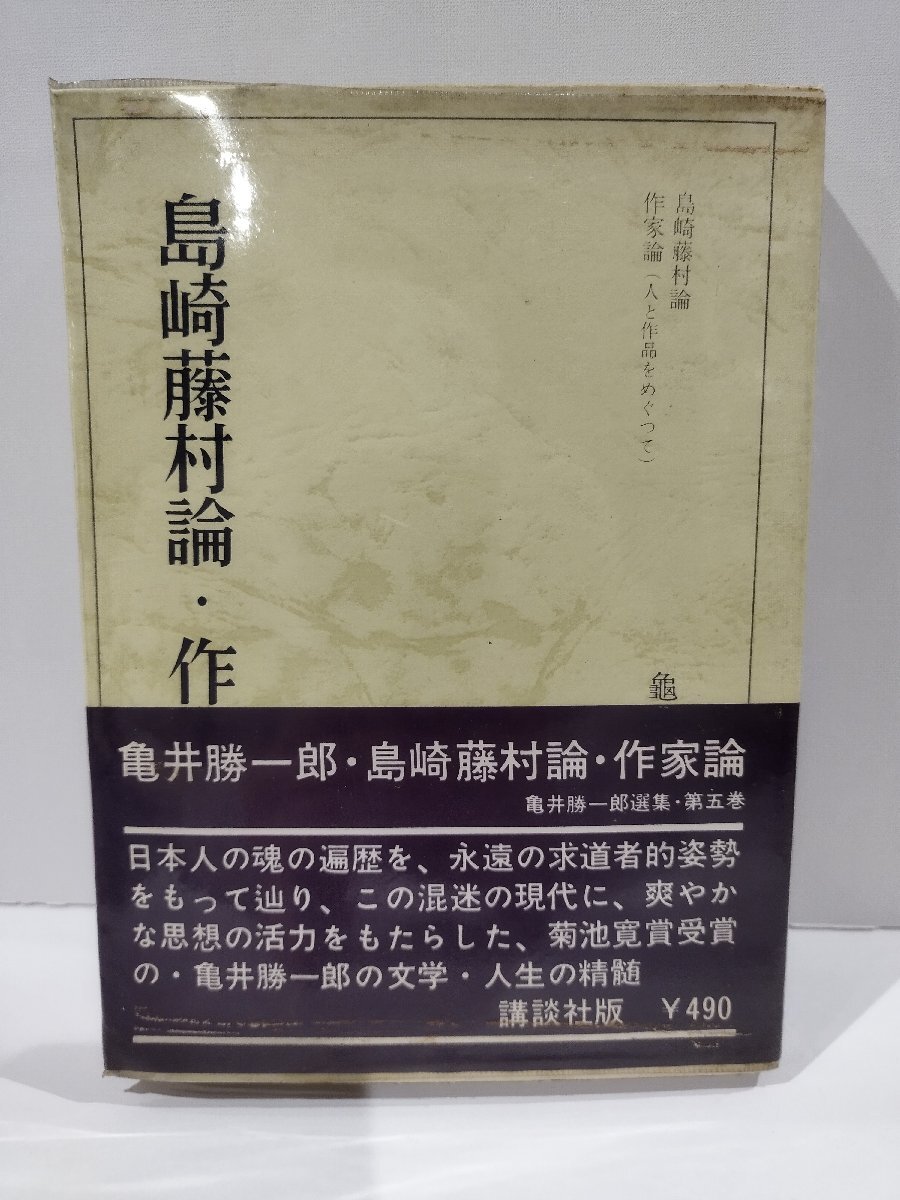 島崎藤村論
作家論(人と作品をめぐつて)
龜
島崎藤村論・作
亀井勝一郎・島崎藤村論・作家論
亀井勝一郎選集・第五巻
日本人の魂の遍歴を、永遠の求道者的姿勢
をもって辿り、この混迷の現代に、爽やか
な思想の活力をもたらした、菊池寛賞受賞
の・亀井勝一郎の文学・人生の精髄
講談社版 ¥490